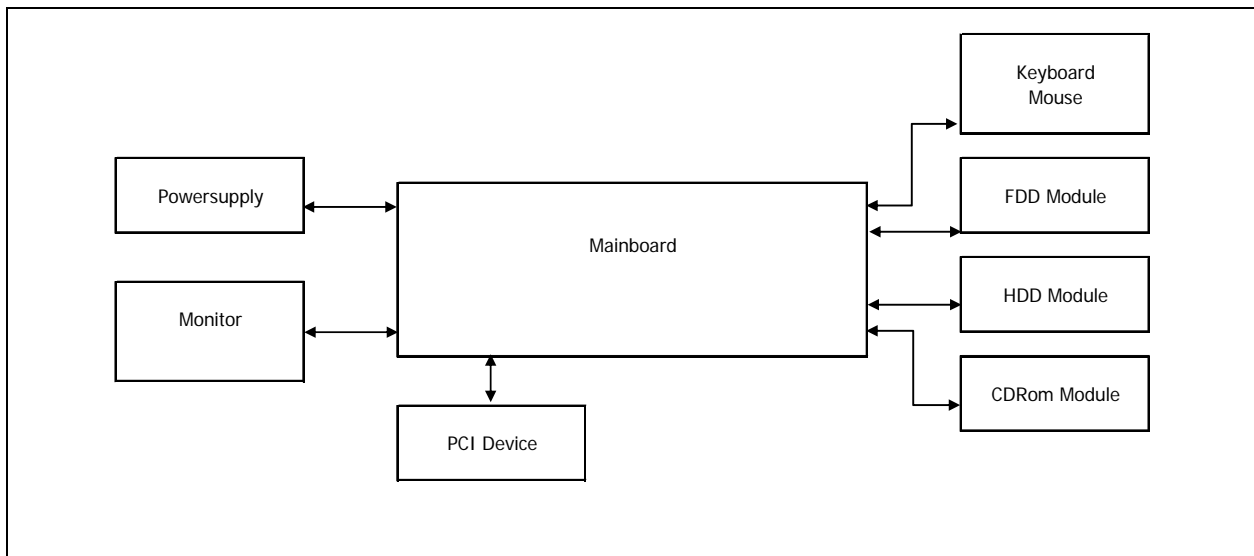 Keyboard
Mouse
Powersupply
FDD Module
Mainboard
HDD Module
Monitor
CDRom Module
PCI Device